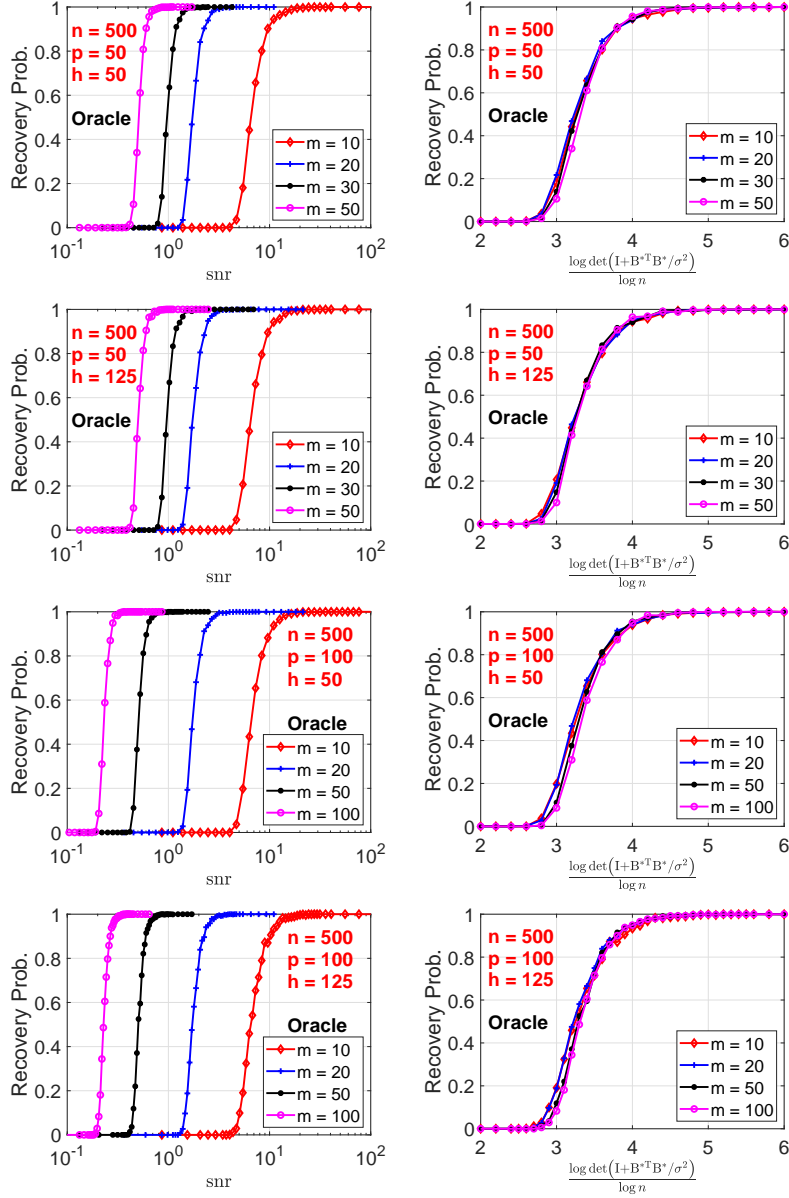 Recovery Prob.
1
0.8
0.6
0.4
0.2
0
n = 500
p = 50
h = 50
Oracle
m = 10
m = 20
m = 30
m = 50
10^-1 10^0 10^1 10^2
snr
Recovery Prob.
1
0.8
0.6
0.4
0.2
0
n = 500
p = 50
h = 50
Oracle
m = 10
m = 20
m = 30
m = 50
2 3 4 5 6
log det(I+B*TB*/σ²)
log n
Recovery Prob.
1
0.8
0.6
0.4
0.2
0
n = 500
p = 50
h = 125
Oracle
m = 10
m = 20
m = 30
m = 50
10^-1 10^0 10^1 10^2
snr
Recovery Prob.
1
0.8
0.6
0.4
0.2
0
n = 500
p = 50
h = 125
Oracle
m = 10
m = 20
m = 30
m = 50
2 3 4 5 6
log det(I+B*TB*/σ²)
log n
Recovery Prob.
1
0.8
0.6
0.4
0.2
0
n = 500
p = 100
h = 50
Oracle
m = 10
m = 20
m = 50
m = 100
10^-1 10^0 10^1 10^2
snr
Recovery Prob.
1
0.8
0.6
0.4
0.2
0
n = 500
p = 100
h = 50
Oracle
m = 10
m = 20
m = 50
m = 100
2 3 4 5 6
log det(I+B*TB*/σ²)
log n
Recovery Prob.
1
0.8
0.6
0.4
0.2
0
n = 500
p = 100
h = 125
Oracle
m = 10
m = 20
m = 50
m = 100
10^-1 10^0 10^1 10^2
snr
Recovery Prob.
1
0.8
0.6
0.4
0.2
0
n = 500
p = 100
h = 125
Oracle
m = 10
m = 20
m = 50
m = 100
2 3 4 5 6
log det(I+B*TB*/σ²)
log n